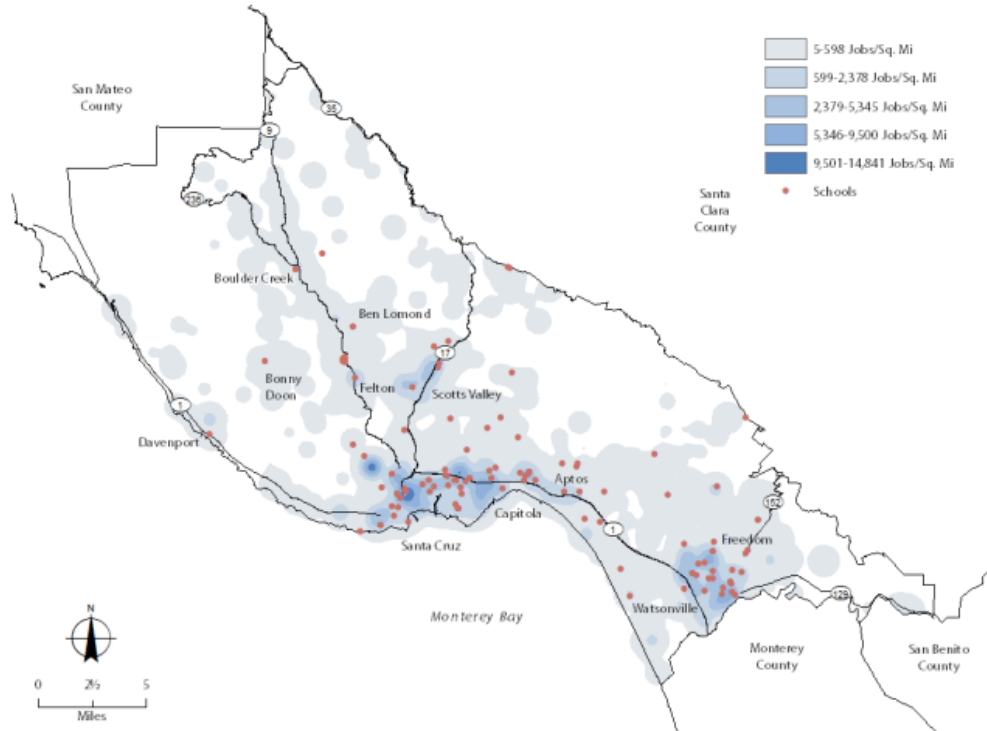 5-598 Jobs/Sq. Mi
599-2,378 Jobs/Sq. Mi
2,379-5,345 Jobs/Sq. Mi
5,346-9,500 Jobs/Sq. Mi
9,501-14,841 Jobs/Sq. Mi
Schools
San Mateo
County
35
9
236
Santa
Clara
County
Boulder Creek
Ben Lomond
17
Bonny
Doon
Felton
Scotts Valley
1
Davenport
Aptos
152
Capitola
1
Freedom
Santa Cruz
129
Watsonville
Monterey Bay
N
Monterey
County
San Benito
County
0
2½
5
Miles